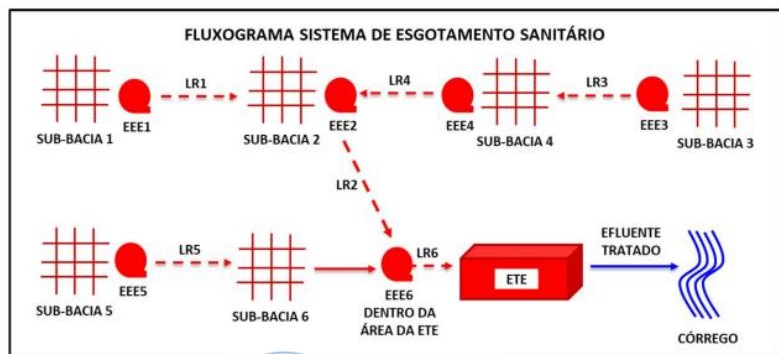 FLUXOGRAMA SISTEMA DE ESGOTAMENTO SANITÁRIO
LR1
LR4
LR3
SUB-BACIA 1
EEE1
SUB-BACIA 2
EEE2
EEE4
SUB-BACIA 4
EEE3
SUB-BACIA 3
LR2
LR5
LR6
EFLUENTE
TRATADO
ETE
SUB-BACIA 5
EEE5
SUB-BACIA 6
EEE6
DENTRO DA
ÁREA DA ETE
CÓRREGO